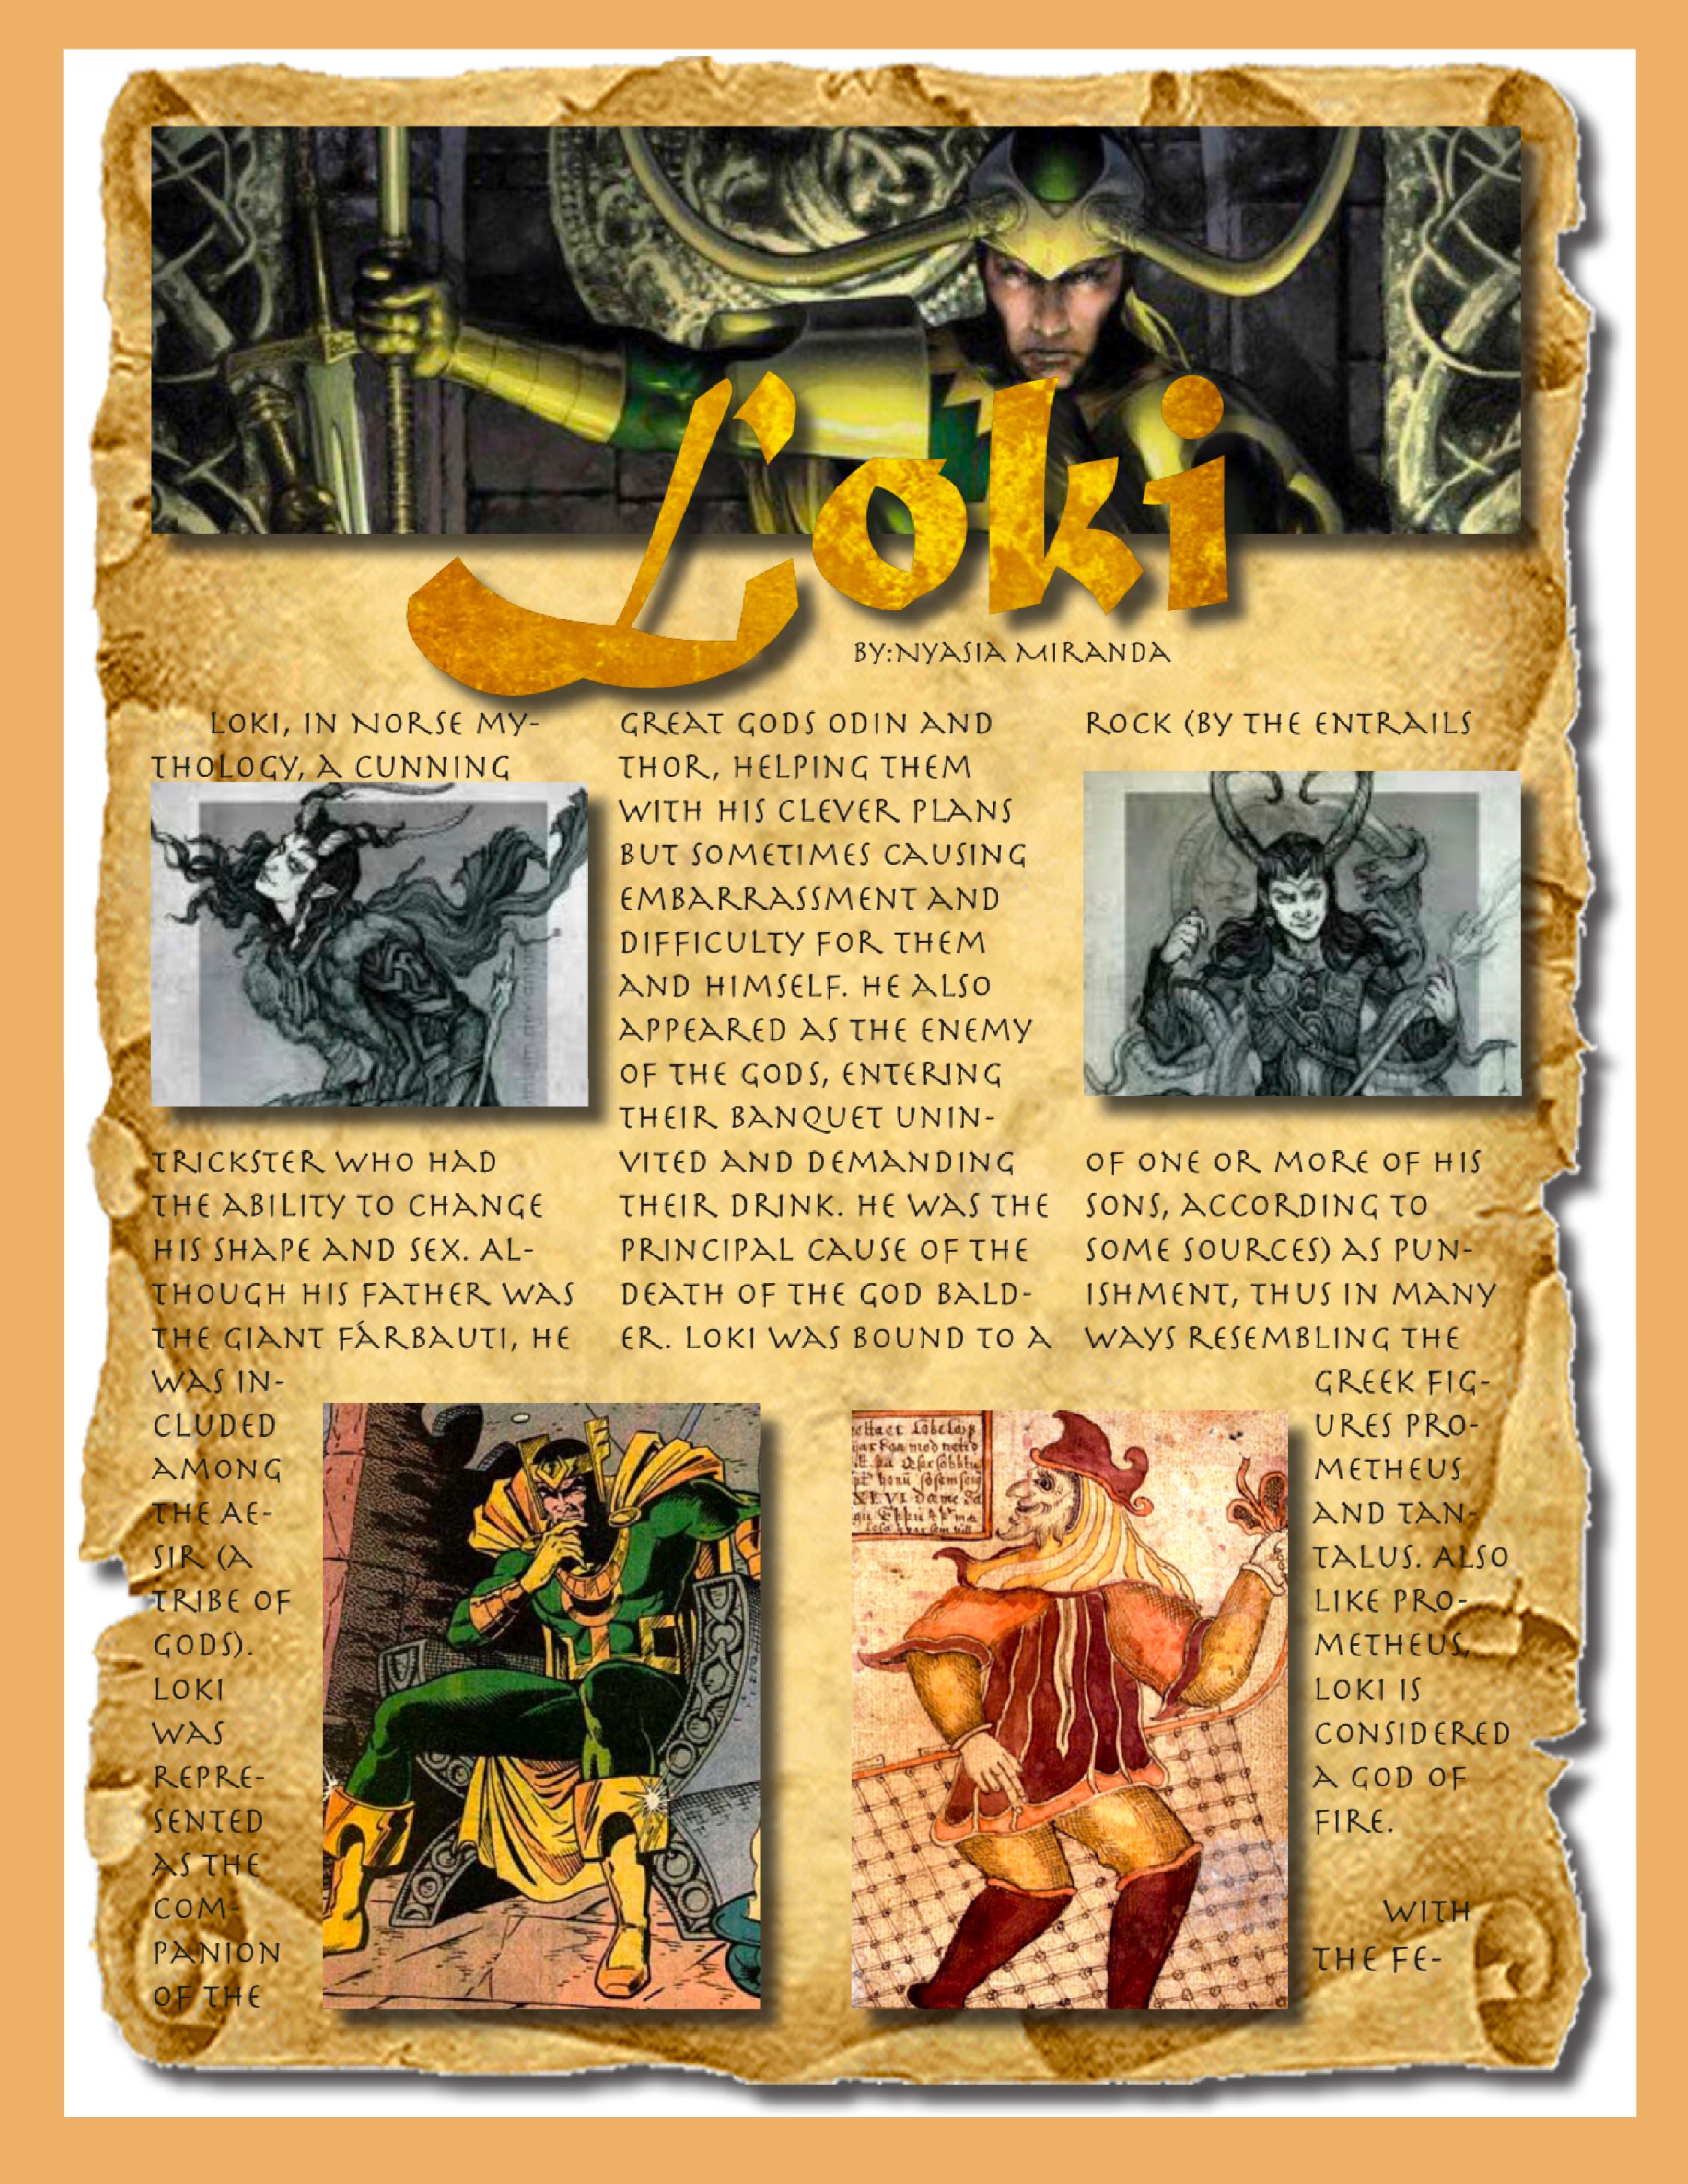 Loki
BY:NYASIA MIRANDA
LOKI, IN NORSE MY-
THOLOGY, A CUNNING
TRICKSTER WHO HAD
THE ABILITY TO CHANGE
HIS SHAPE AND SEX. AL-
THOUGH HIS FATHER WAS
THE GIANT FÁRBAUTI, HE
WAS IN-
CLUDED
AMONG
THE AE-
SIR (A
TRIBE OF
GODS).
LOKI
WAS
REPRE-
SENTED
AS THE
COM-
PANION
OF THE
GREAT GODS ODIN AND
THOR, HELPING THEM
WITH HIS CLEVER PLANS
BUT SOMETIMES CAUSING
EMBARRASSMENT AND
DIFFICULTY FOR THEM
AND HIMSELF. HE ALSO
APPEARED AS THE ENEMY
OF THE GODS, ENTERING
THEIR BANQUET UNIN-
VITED AND DEMANDING
THEIR DRINK. HE WAS THE
PRINCIPAL CAUSE OF THE
DEATH OF THE GOD BALD-
ER. LOKI WAS BOUND TO A
ROCK (BY THE ENTRAILS
OF ONE OR MORE OF HIS
SONS, ACCORDING TO
SOME SOURCES) AS PUN-
ISHMENT, THUS IN MANY
WAYS RESEMBLING THE
GREEK FIG-
URES PRO-
METHEUS
AND TAN-
TALUS. ALSO
LIKE PRO-
METHEUS,
LOKI IS
CONSIDERED
A GOD OF
FIRE.
WITH
THE FE-